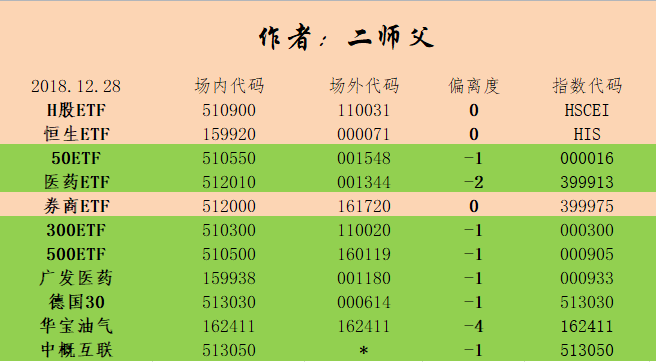 作者：二师父
2018.12.28 场内代码 场外代码 偏离度 指数代码
H股ETF 510900 110031 0 HSCEI
恒生ETF 159920 000071 0 HIS
50ETF 510550 001548 -1 000016
医药ETF 512010 001344 -2 399913
券商ETF 512000 161720 0 399975
300ETF 510300 110020 -1 000300
500ETF 510500 160119 -1 000905
广发医药 159938 001180 -1 000933
德国30 513030 000614 -1 513030
华宝油气 162411 162411 -4 162411
中概互联 513050 * -1 513050